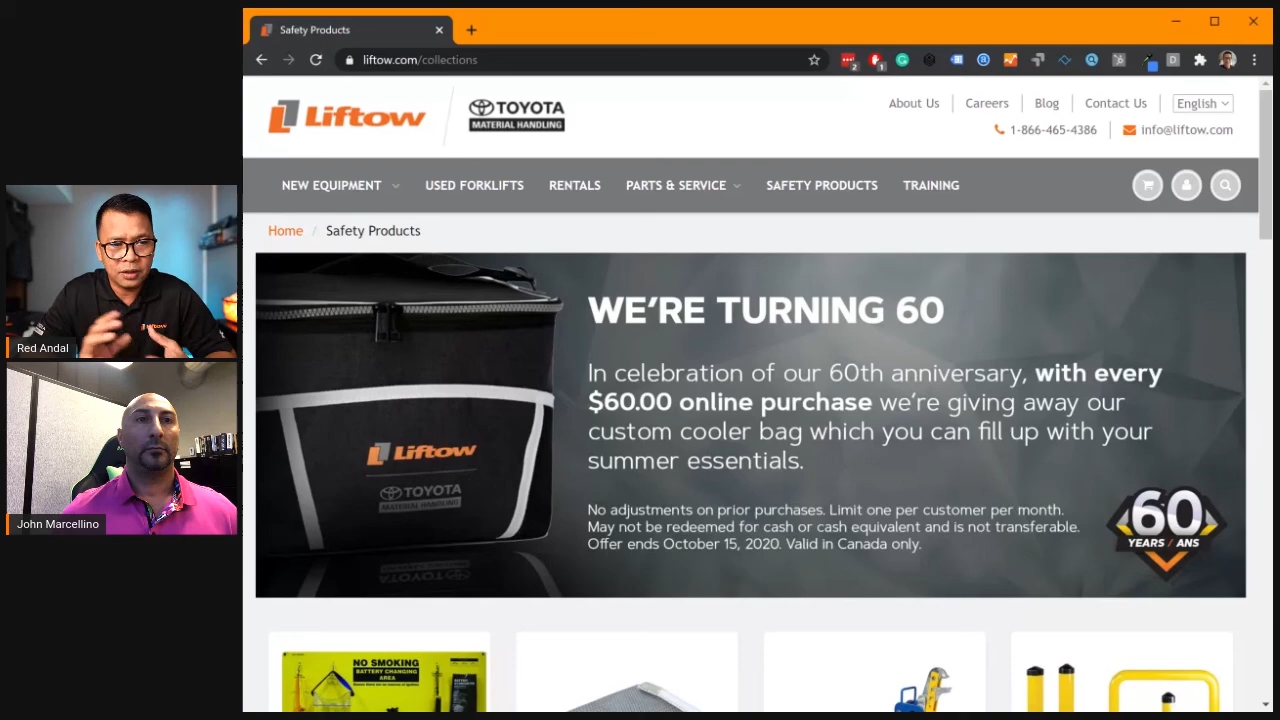 Safety Products
liftow.com/collections
Liftow
TOYOTA
MATERIAL HANDLING
About Us
Careers
Blog
Contact Us
English
1-866-465-4386
info@liftow.com
NEW EQUIPMENT
USED FORKLIFTS
RENTALS
PARTS & SERVICE
SAFETY PRODUCTS
TRAINING
Home / Safety Products
WE'RE TURNING 60
In celebration of our 60th anniversary, with every
$60.00 online purchase we're giving away our
custom cooler bag which you can fill up with your
summer essentials.
No adjustments on prior purchases. Limit one per customer per month.
May not be redeemed for cash or cash equivalent and is not transferable.
Offer ends October 15, 2020. Valid in Canada only.
60
YEARS / ANS
Liftow
TOYOTA
MATERIAL HANDLING
Liftow
Red Andal
John Marcellino
NO SMOKING
BATTERY CHANGING
AREA